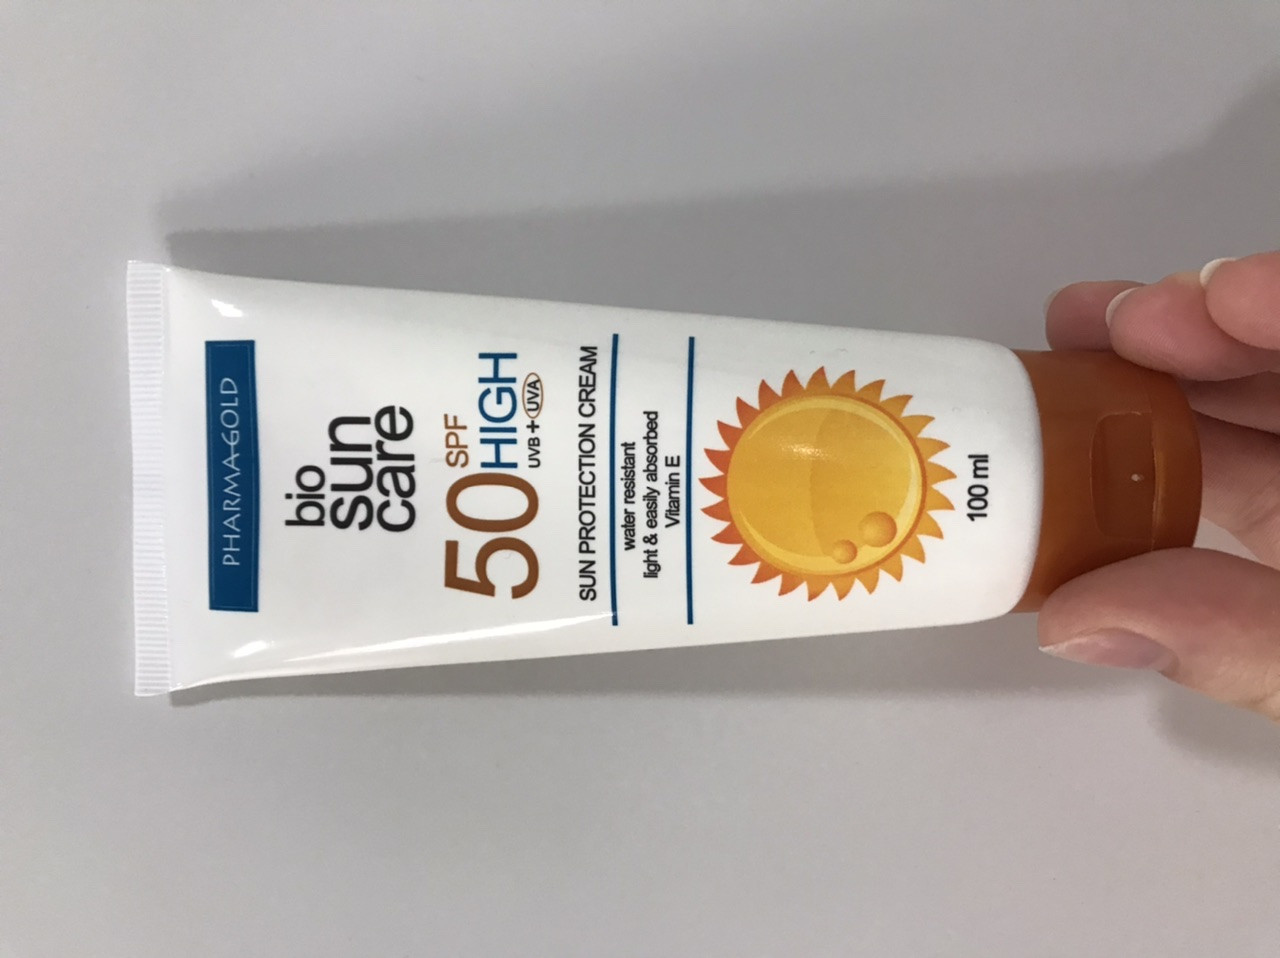 PHARMA-GOLD
bio
sun
care
50 SPF
HIGH
UVB + UVA
SUN PROTECTION CREAM
water resistant
light & easily absorbed
Vitamin E
100 ml